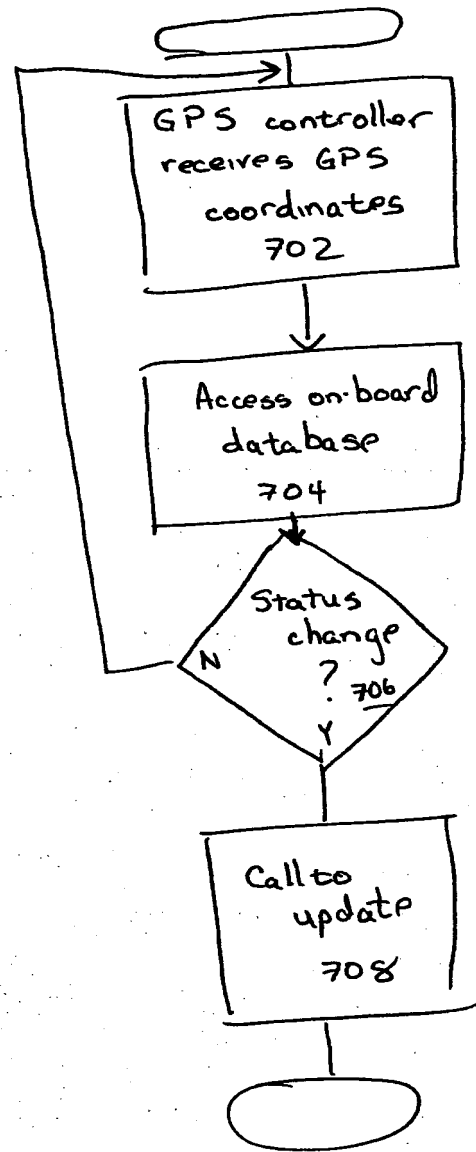 GPS controller
receives GPS
coordinates
702
Access on-board
database
704
Status
change
?
706
N
Y
Call to
update
708